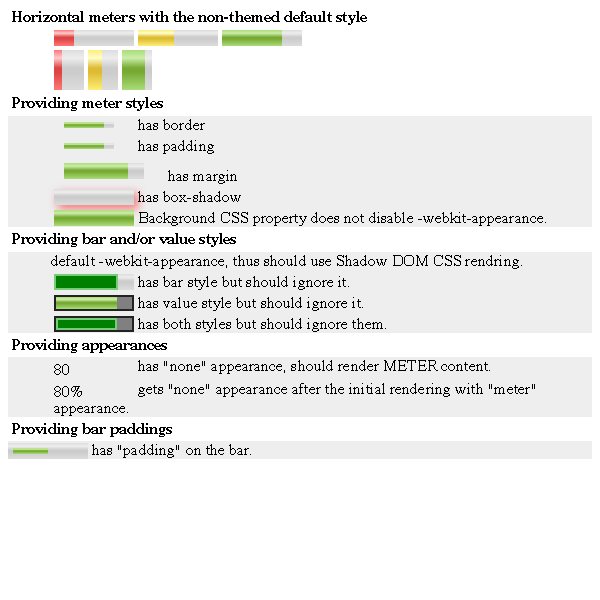 Horizontal meters with the non-themed default style
Providing meter styles
has border
has padding
has margin
has box-shadow
Background CSS property does not disable -webkit-appearance.
Providing bar and/or value styles
default -webkit-appearance, thus should use Shadow DOM CSS rendring.
has bar style but should ignore it.
has value style but should ignore it.
has both styles but should ignore them.
Providing appearances
80 has "none" appearance, should render METER content.
80% gets "none" appearance after the initial rendering with "meter"
appearance.
Providing bar paddings
has "padding" on the bar.